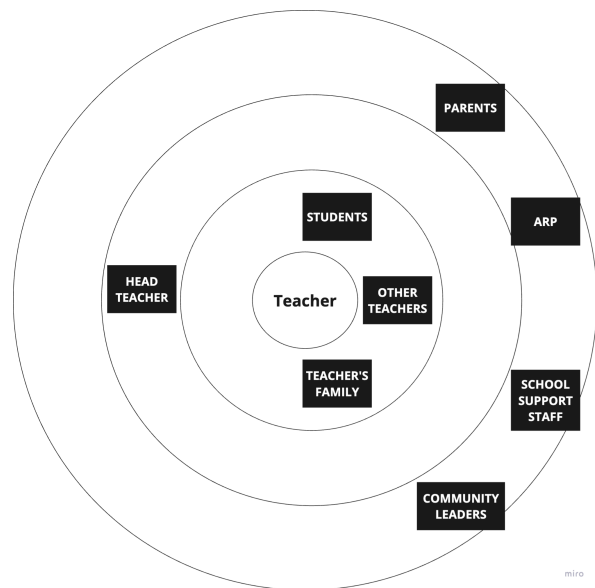 PARENTS
STUDENTS
ARP
HEAD
TEACHER
Teacher
OTHER
TEACHERS
TEACHER'S
FAMILY
SCHOOL
SUPPORT
STAFF
COMMUNITY
LEADERS
miro